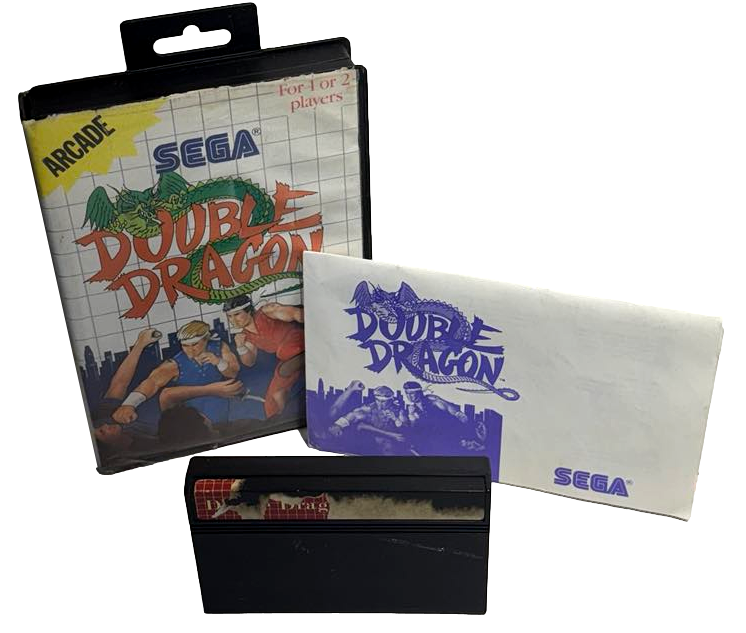 For 1 or 2
players
ARCADE
SEGA®
DOUBLE
DRAGON
DOUBLE
DRAGON
SEGA®